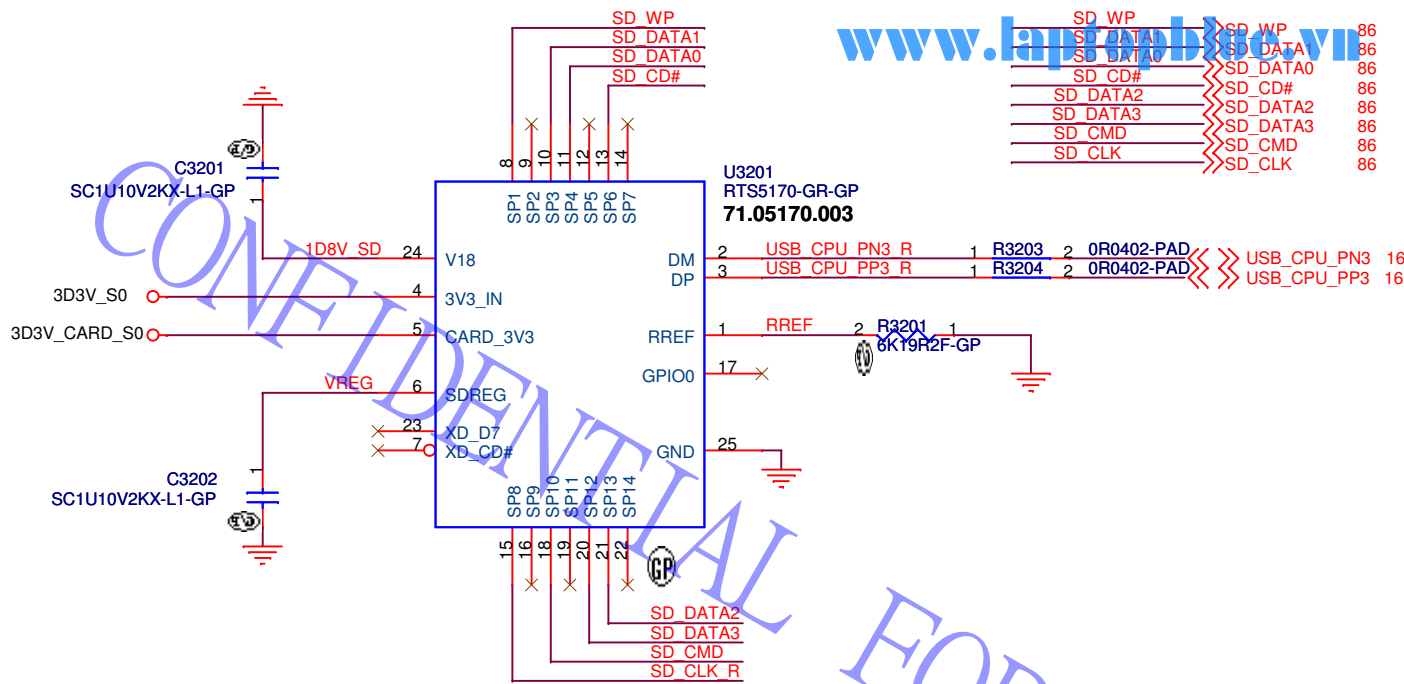 www.laptopblue.vn
SD_WP
SD_DATA1
SD_DATA0
SD_CD#
SD_WP
SD_DATA1
SD_DATA0
SD_CD#
SD_DATA2
SD_DATA3
SD_CMD
SD_CLK
SD_WP 86
SD_DATA1 86
SD_DATA0 86
SD_CD# 86
SD_DATA2 86
SD_DATA3 86
SD_CMD 86
SD_CLK 86
C3201
SC1U10V2KX-L1-GP
1
8 9 10 11 12 13 14
SP1 SP2 SP3 SP4 SP5 SP6 SP7
U3201
RTS5170-GR-GP
71.05170.003
1D8V_SD 24 V18
3D3V_S0 4 3V3_IN
3D3V_CARD_S0 5 CARD_3V3
VREG 6 SDREG
23 XD_D7
7 XD_CD#
DM 2 USB_CPU_PN3_R 1 R3203 2 0R0402-PAD USB_CPU_PN3 16
DP 3 USB_CPU_PP3_R 1 R3204 2 0R0402-PAD USB_CPU_PP3 16
RREF 1 RREF 2 R3201 1
6K19R2F-GP
GPIO0 17
GND 25
1
C3202
SC1U10V2KX-L1-GP
SP8 SP9 SP10 SP11 SP12 SP13 SP14
15 16 18 19 20 21 22
GP
SD_DATA2
SD_DATA3
SD_CMD
SD_CLK_R
CONFIDENTIAL FOR